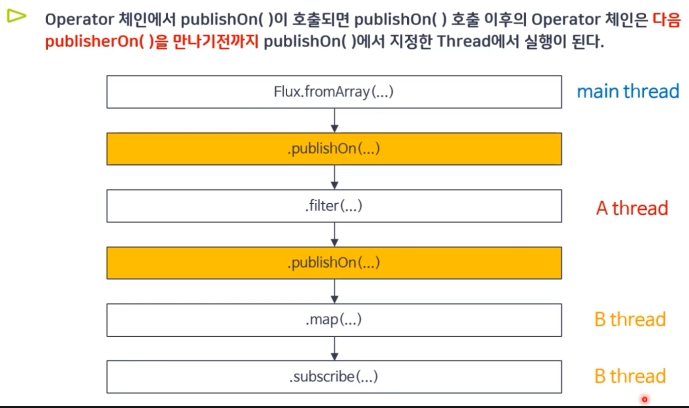 Operator 체인에서 publishOn( )이 호출되면 publishOn( ) 호출 이후의 Operator 체인은 다음
publisherOn( )을 만나기전까지 publishOn( )에서 지정한 Thread에서 실행이 된다.
Flux.fromArray(...)
main thread
.publishOn(...)
.filter(...)
A thread
.publishOn(...)
.map(...)
B thread
.subscribe(...)
B thread